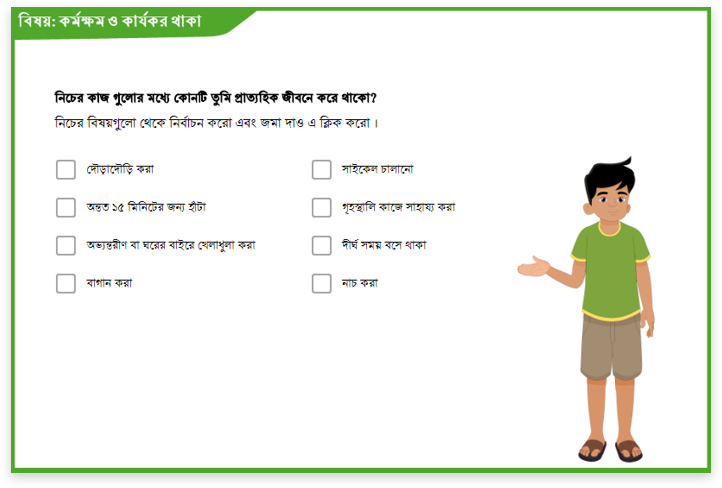 বিষয়: কর্মক্ষম ও কার্যকর থাকা
নিচের কাজ গুলোর মধ্যে কোনটি তুমি প্রাত্যহিক জীবনে করে থাকো?
নিচের বিষয়গুলো থেকে নির্বাচন করো এবং জমা দাও এ ক্লিক করো ।
দৌড়াদৌড়ি করা
সাইকেল চালানো
অন্তত ১৫ মিনিটের জন্য হাঁটা
গৃহস্থালি কাজে সাহায্য করা
অভ্যন্তরীণ বা ঘরের বাইরে খেলাধুলা করা
দীর্ঘ সময় বসে থাকা
বাগান করা
নাচ করা